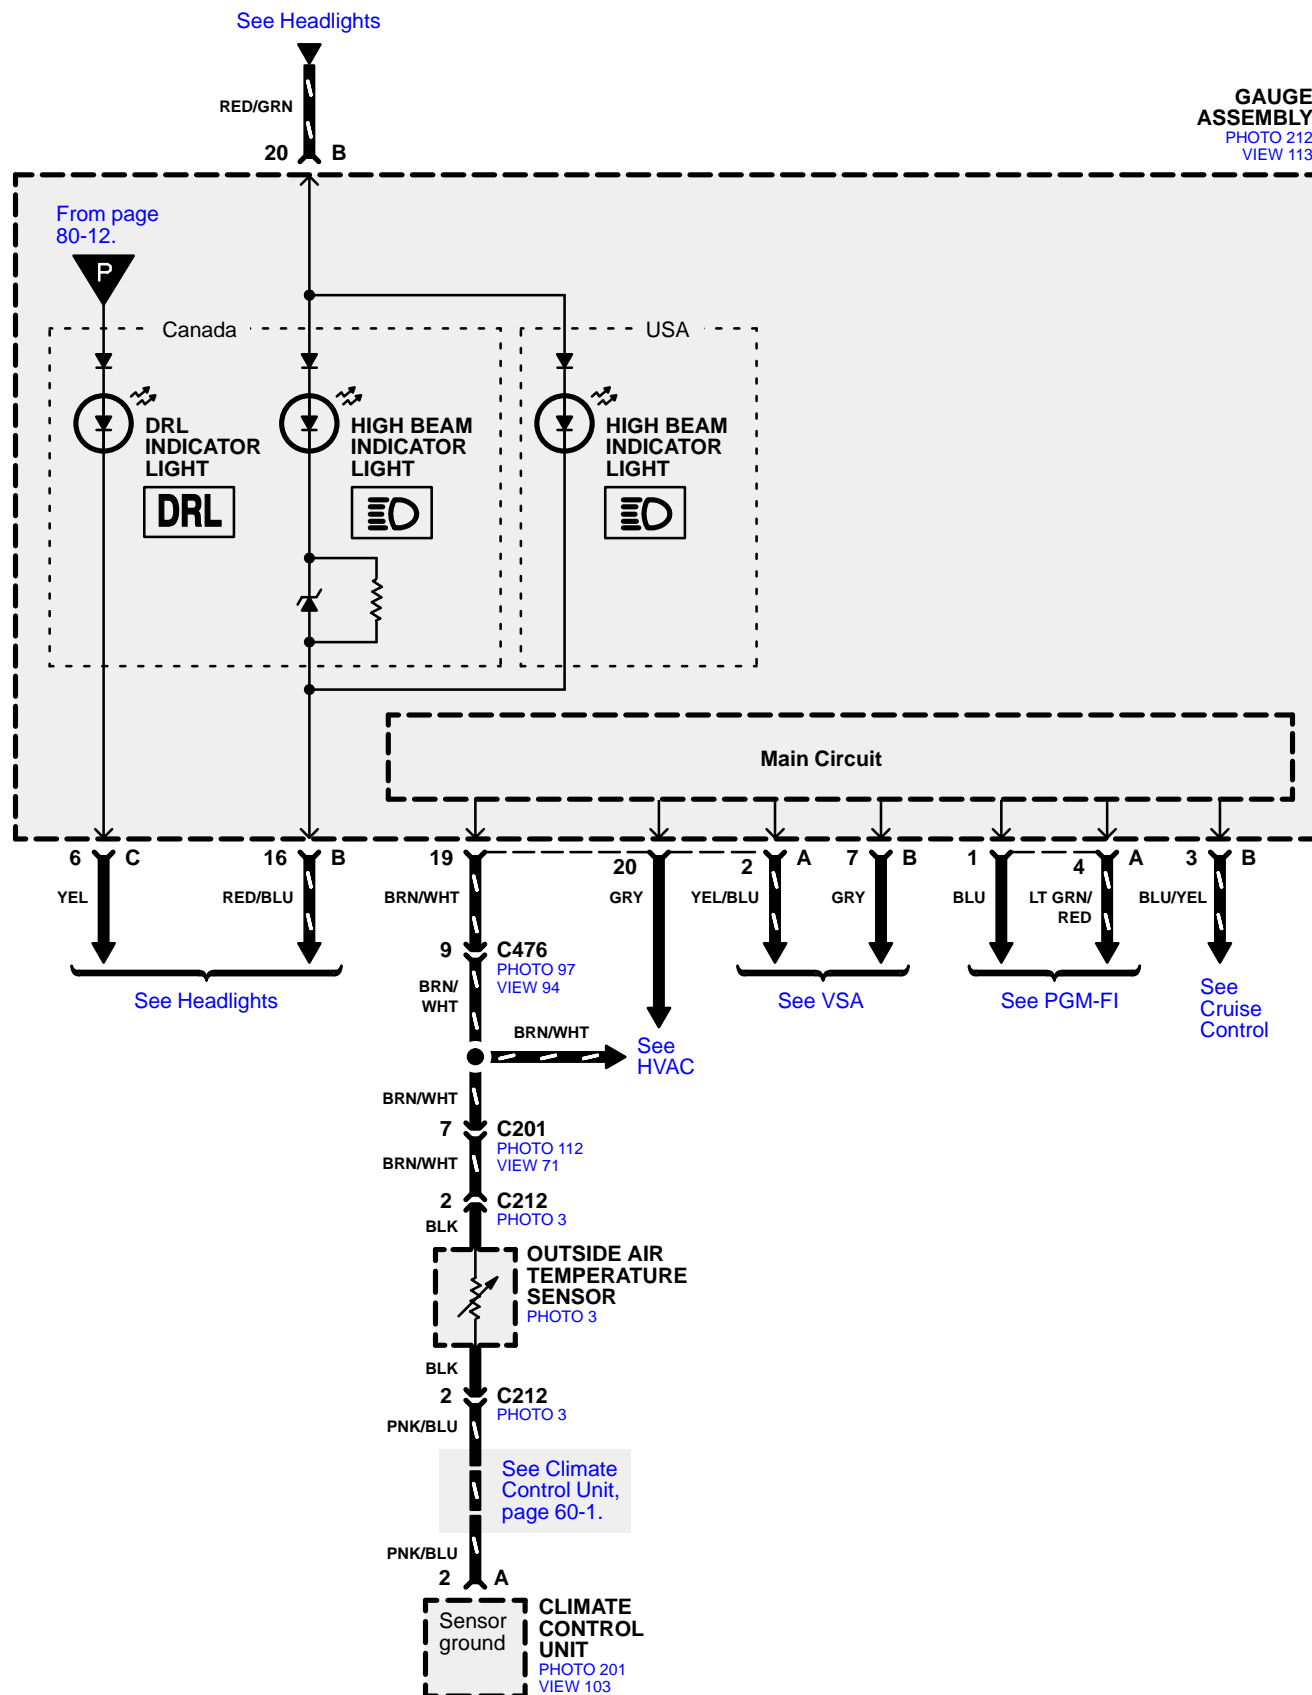 See Headlights
RED/GRN
20 B
GAUGE
ASSEMBLY
PHOTO 212
VIEW 113
From page
80-12.
P
Canada
USA
DRL
INDICATOR
LIGHT
DRL
HIGH BEAM
INDICATOR
LIGHT
HIGH BEAM
INDICATOR
LIGHT
Main Circuit
6 C 16 B 19 20 2 A 7 B 1 4 A 3 B
YEL RED/BLU BRN/WHT GRY YEL/BLU GRY BLU LT GRN/ BLU/YEL
RED
9 C476
PHOTO 97
VIEW 94
BRN/
WHT
See Headlights
See VSA
See PGM-FI
See
Cruise
Control
BRN/WHT
See
HVAC
BRN/WHT
7 C201
PHOTO 112
VIEW 71
BRN/WHT
2 C212
PHOTO 3
BLK
OUTSIDE AIR
TEMPERATURE
SENSOR
PHOTO 3
BLK
2 C212
PHOTO 3
PNK/BLU
See Climate
Control Unit,
page 60-1.
PNK/BLU
2 A
Sensor
ground
CLIMATE
CONTROL
UNIT
PHOTO 201
VIEW 103